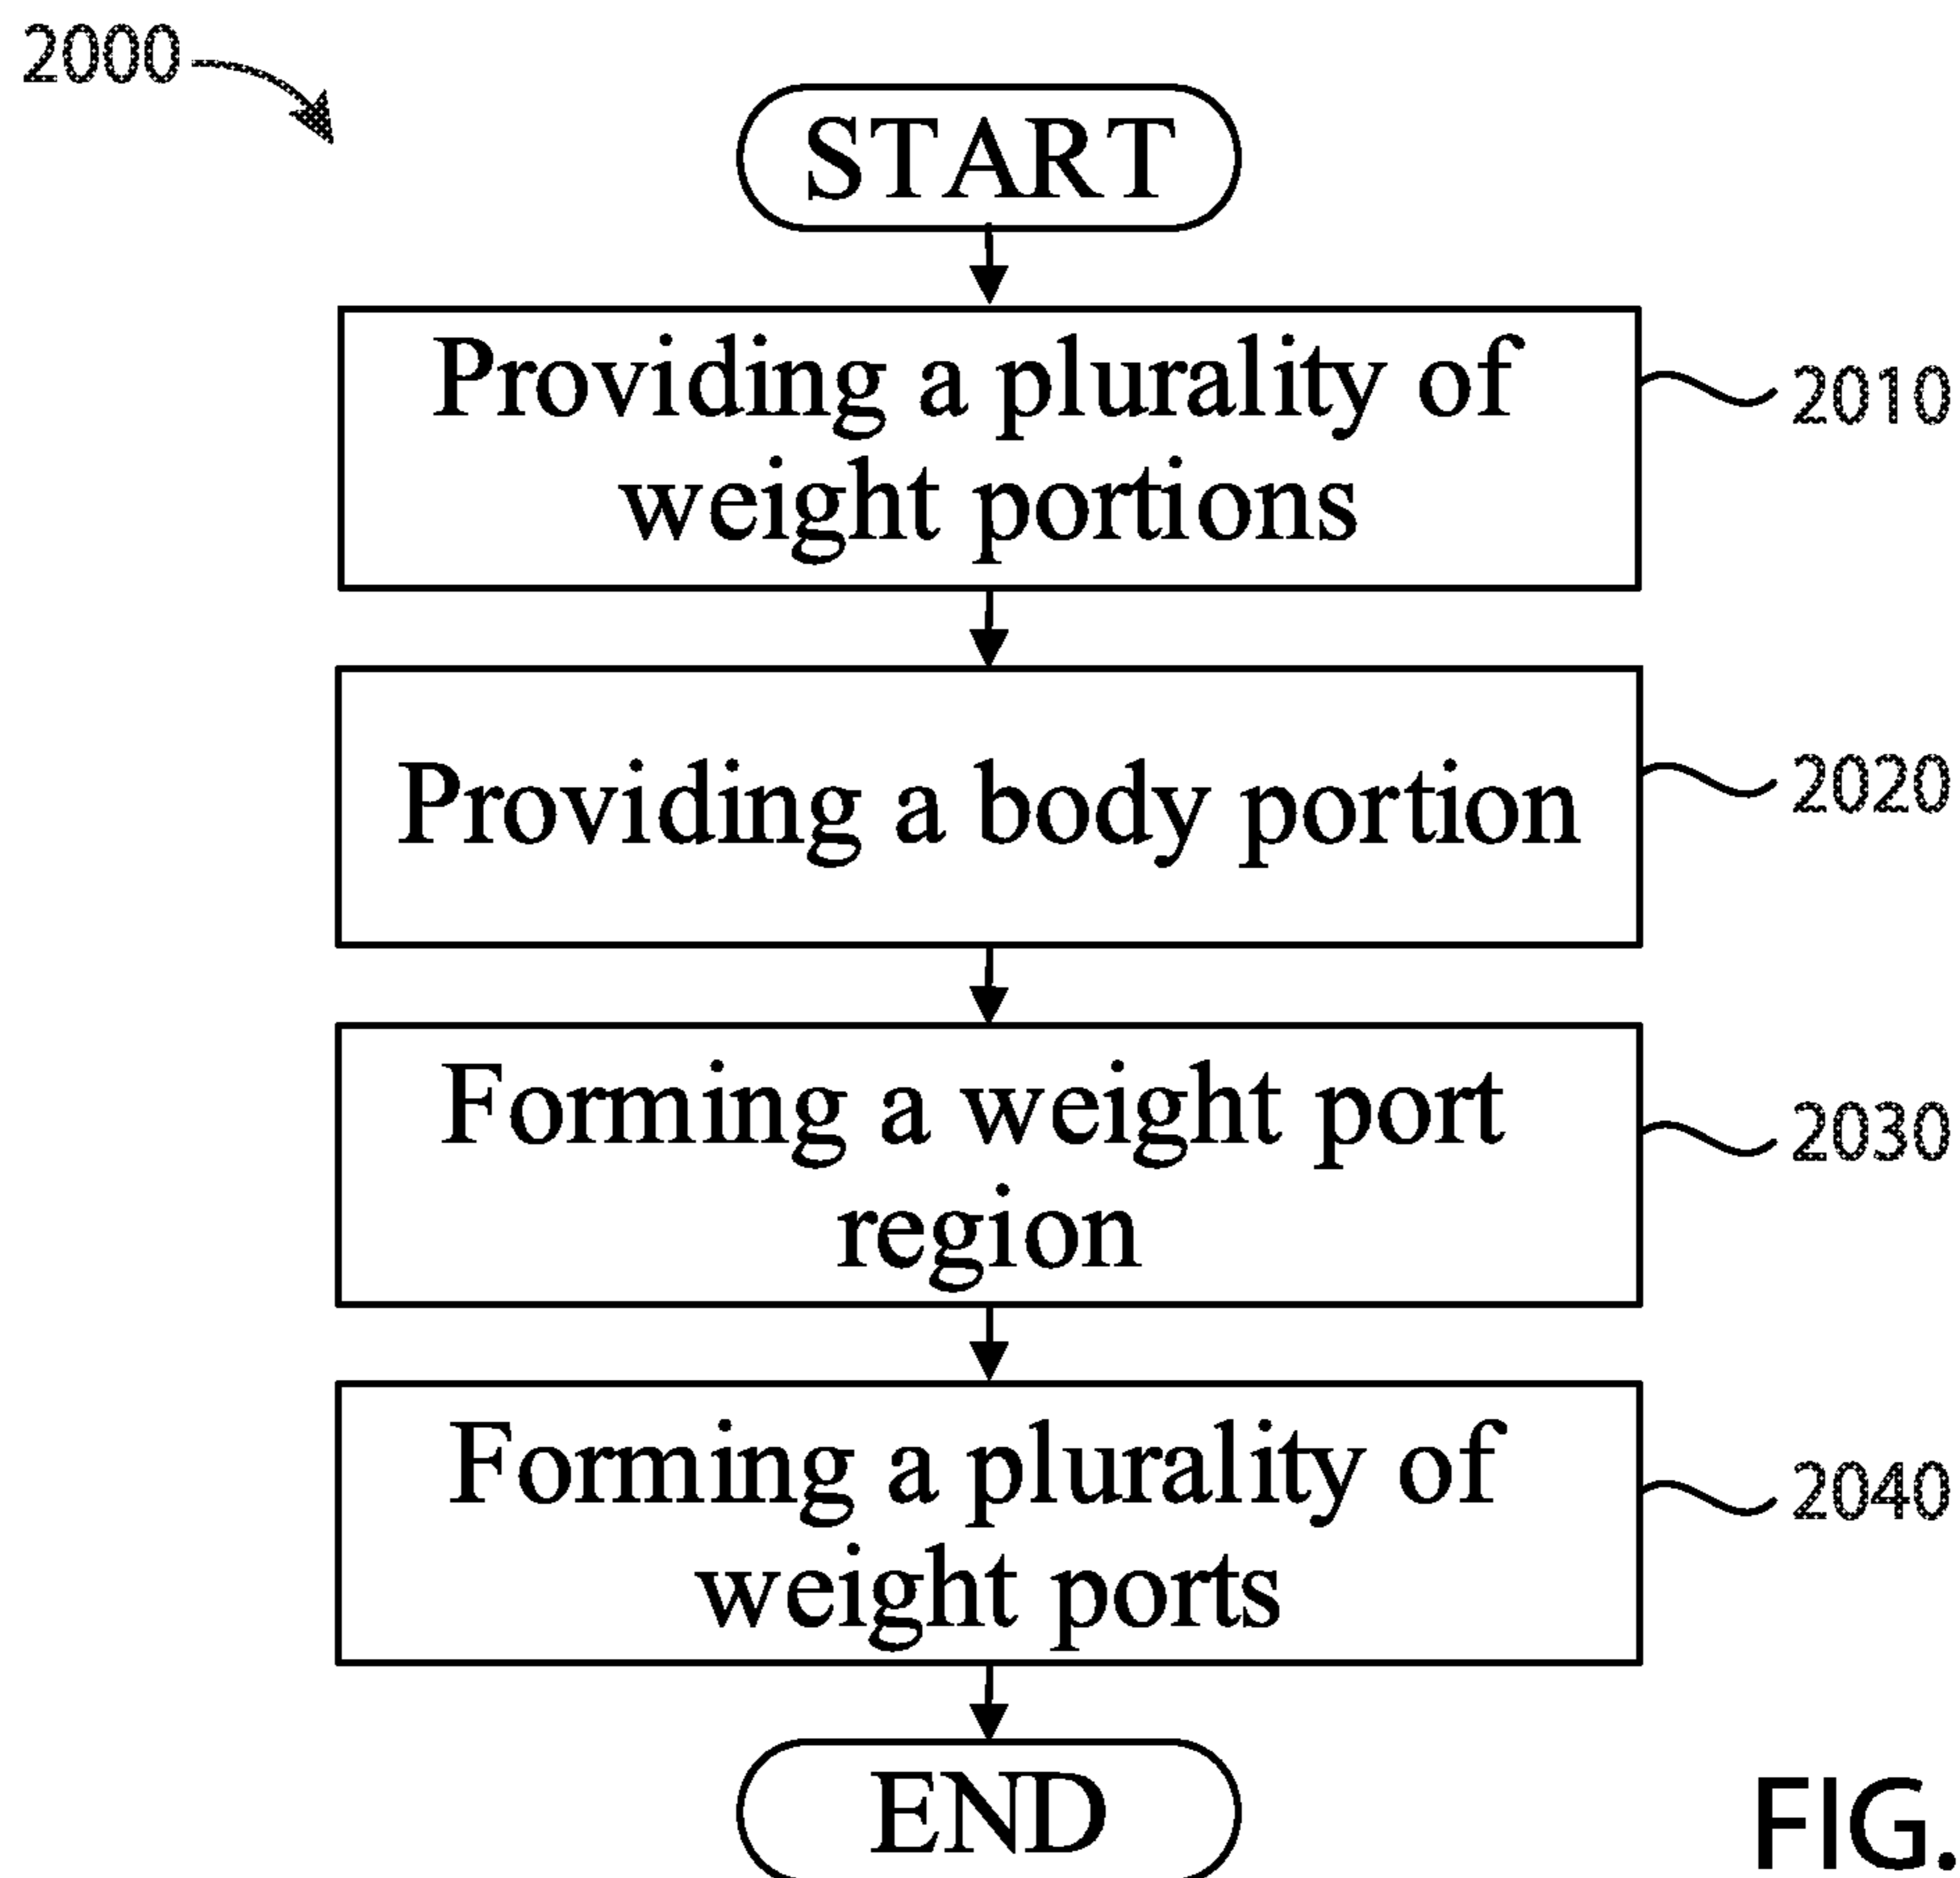 2000
START
Providing a plurality of
weight portions
2010
Providing a body portion
2020
Forming a weight port
region
2030
Forming a plurality of
weight ports
2040
END
FIG.